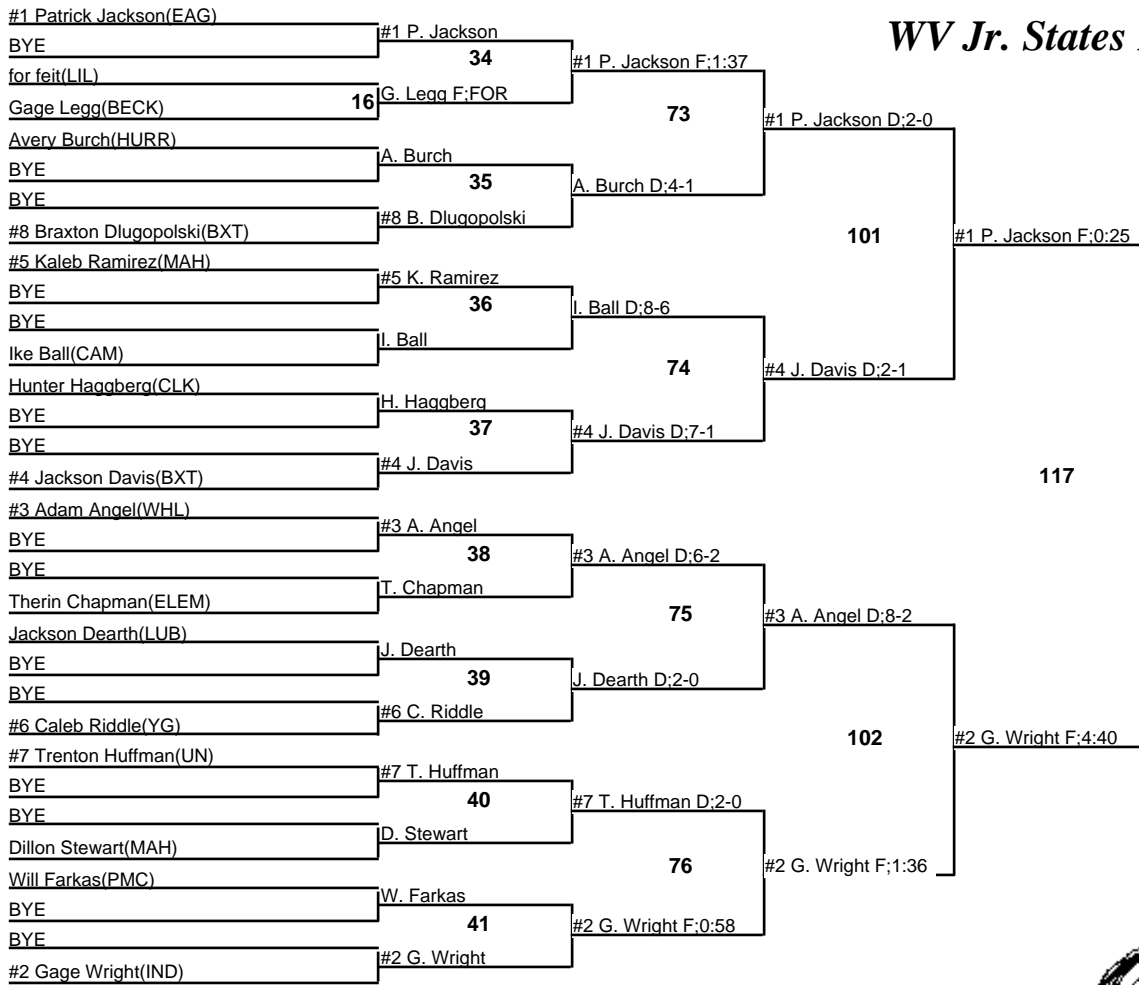 WV Jr. States
#1 Patrick Jackson(EAG)
BYE
for feit(LIL)
Gage Legg(BECK)
Avery Burch(HURR)
BYE
BYE
#8 Braxton Dlugopolski(BXT)
#5 Kaleb Ramirez(MAH)
BYE
BYE
Ike Ball(CAM)
Hunter Haggberg(CLK)
BYE
BYE
#4 Jackson Davis(BXT)
#3 Adam Angel(WHL)
BYE
BYE
Therin Chapman(ELEM)
Jackson Dearth(LUB)
BYE
BYE
#6 Caleb Riddle(YG)
#7 Trenton Huffman(UN)
BYE
BYE
Dillon Stewart(MAH)
Will Farkas(PMC)
BYE
BYE
#2 Gage Wright(IND)
#1 P. Jackson
34
16
G. Legg F;FOR
A. Burch
35
#8 B. Dlugopolski
#5 K. Ramirez
36
I. Ball
H. Haggberg
37
#4 J. Davis
#3 A. Angel
38
T. Chapman
J. Dearth
39
#6 C. Riddle
#7 T. Huffman
40
D. Stewart
W. Farkas
41
#2 G. Wright
#1 P. Jackson F;1:37
73
A. Burch D;4-1
I. Ball D;8-6
74
#4 J. Davis D;7-1
#3 A. Angel D;6-2
75
J. Dearth D;2-0
#7 T. Huffman D;2-0
76
#2 G. Wright F;0:58
#1 P. Jackson D;2-0
101
#4 J. Davis D;2-1
#3 A. Angel D;8-2
102
#2 G. Wright F;1:36
#1 P. Jackson F;0:25
117
#2 G. Wright F;4:40